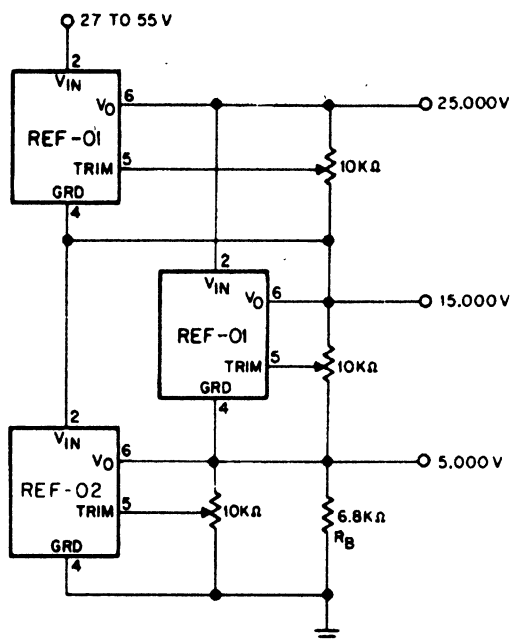 27 TO 55 V
2
VIN
VO 6
25.000V
REF-01
TRIM 5
10KΩ
GRD
4
2
VIN
VO 6
15.000V
REF-01
TRIM 5
10KΩ
GRD
4
2
VIN
VO 6
5.000V
REF-02
TRIM 5
10KΩ
6.8KΩ
RB
GRD
4